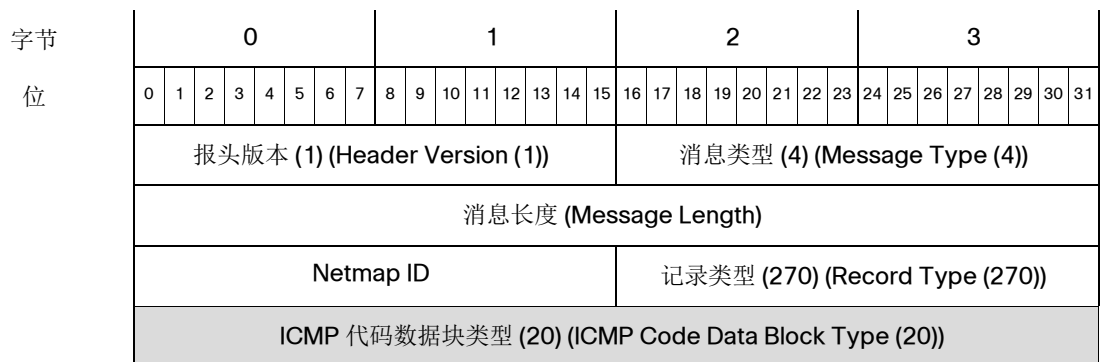 字节 0 1 2 3
位 0 1 2 3 4 5 6 7 8 9 10 11 12 13 14 15 16 17 18 19 20 21 22 23 24 25 26 27 28 29 30 31
报头版本 (1) (Header Version (1)) 消息类型 (4) (Message Type (4))
消息长度 (Message Length)
Netmap ID 记录类型 (270) (Record Type (270))
ICMP 代码数据块类型 (20) (ICMP Code Data Block Type (20))